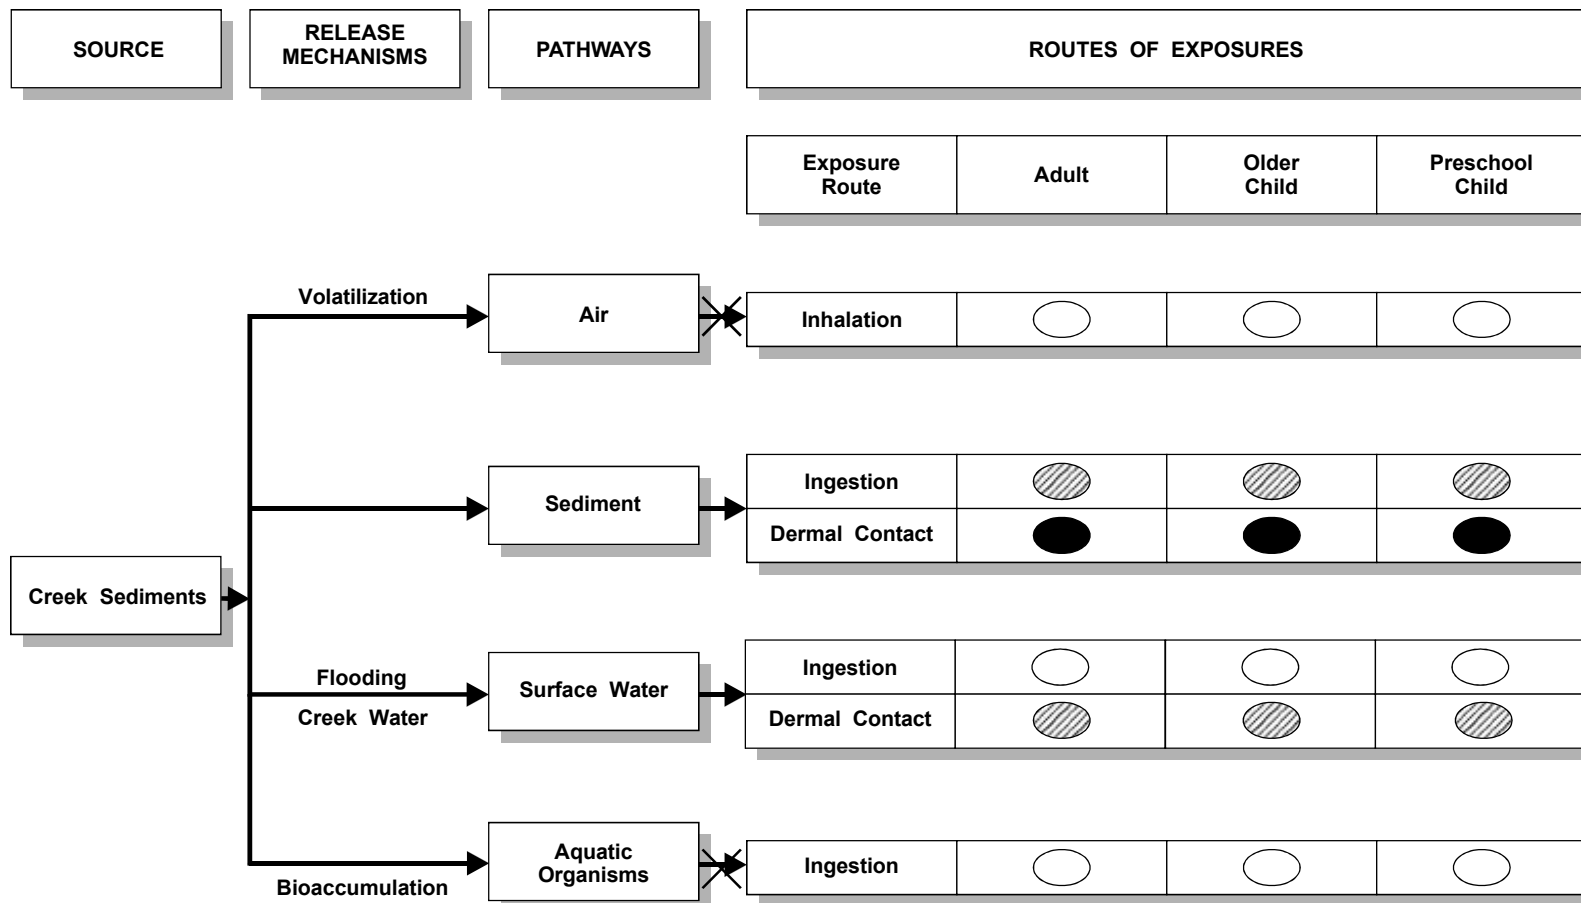 SOURCE
RELEASE
MECHANISMS
PATHWAYS
ROUTES OF EXPOSURES
Exposure
Route
Adult
Older
Child
Preschool
Child
Volatilization
Air
Inhalation
Sediment
Ingestion
Dermal Contact
Creek Sediments
Flooding
Creek Water
Surface Water
Ingestion
Dermal Contact
Bioaccumulation
Aquatic
Organisms
Ingestion